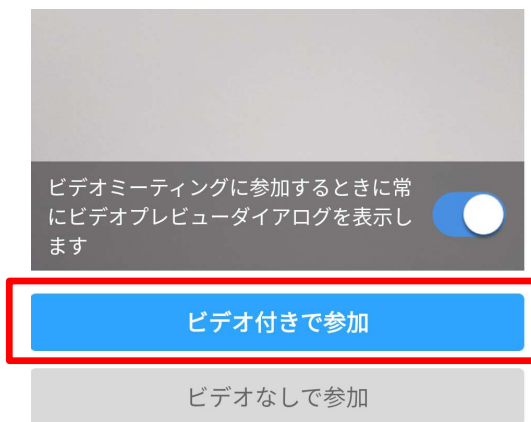 ビデオミーティングに参加するときに常
にビデオプレビューダイアログを表示し
ます
ビデオ付きで参加
ビデオなしで参加